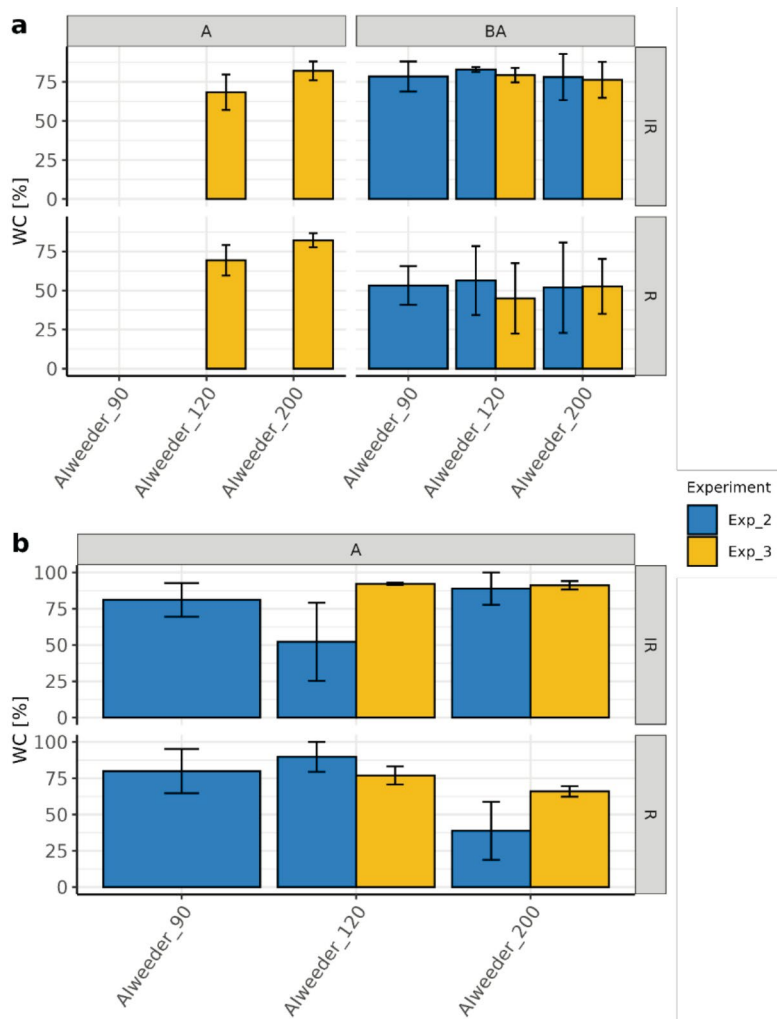 a
A
BA
WC [%]
75
50
25
0
IR
75
50
25
0
R
AIweeder_90
AIweeder_120
AIweeder_200
AIweeder_90
AIweeder_120
AIweeder_200
Experiment
Exp_2
Exp_3
b
A
WC [%]
100
75
50
25
0
IR
100
75
50
25
0
R
AIweeder_90
AIweeder_120
AIweeder_200